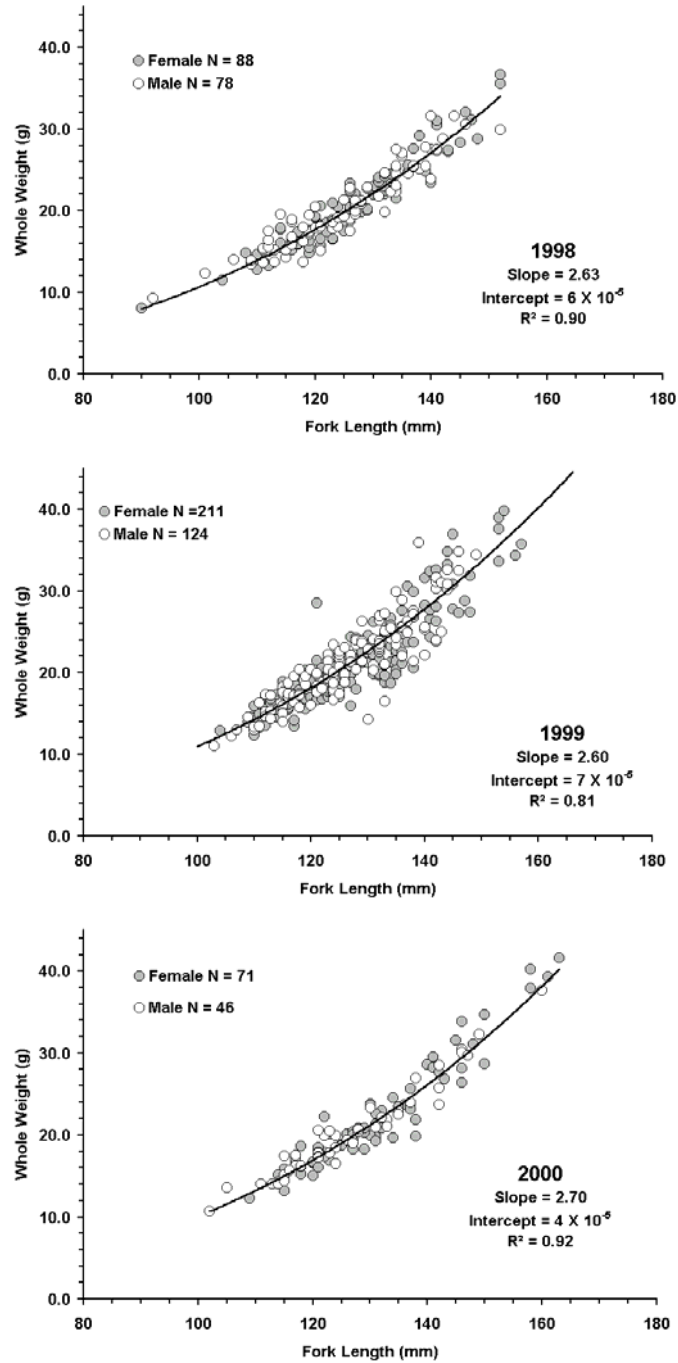 40.0
Female N = 88
Male N = 78
30.0
Whole Weight (g)
20.0
1998
Slope = 2.63
10.0
Intercept = 6 X 10⁻⁵
R² = 0.90
0.0
80 100 120 140 160 180
Fork Length (mm)
40.0
Female N =211
Male N = 124
30.0
Whole Weight (g)
20.0
1999
10.0
Slope = 2.60
Intercept = 7 X 10⁻⁵
R² = 0.81
0.0
80 100 120 140 160 180
Fork Length (mm)
40.0
Female N = 71
Male N = 46
30.0
Whole Weight (g)
20.0
2000
Slope = 2.70
10.0
Intercept = 4 X 10⁻⁵
R² = 0.92
0.0
80 100 120 140 160 180
Fork Length (mm)